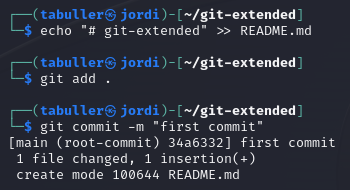 ┌──(tabuller㉿jordi)-[~/git-extended]
└─$ echo "# git-extended" >> README.md
┌──(tabuller㉿jordi)-[~/git-extended]
└─$ git add .
┌──(tabuller㉿jordi)-[~/git-extended]
└─$ git commit -m "first commit"
[main (root-commit) 34a6332] first commit
 1 file changed, 1 insertion(+)
 create mode 100644 README.md